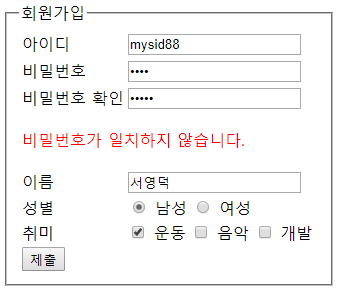 회원가입
아이디 mysid88
비밀번호 ••••
비밀번호 확인 •••••
비밀번호가 일치하지 않습니다.
이름 서영덕
성별 남성 여성
취미 운동 음악 개발
제출